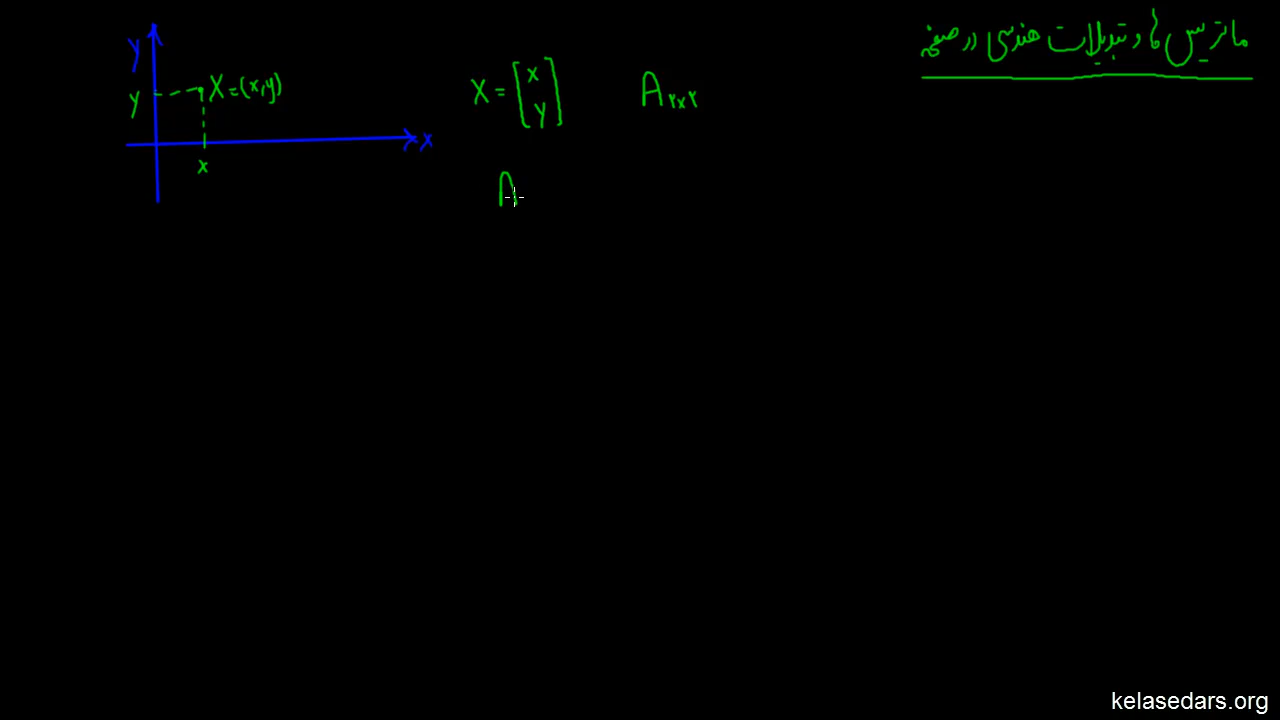 ماتریس ها و تبدیلات هندسی در صفحه
y
y
X = (x,y)
x
x
X = [x
y]
A۲×۲
A
kelasedars.org